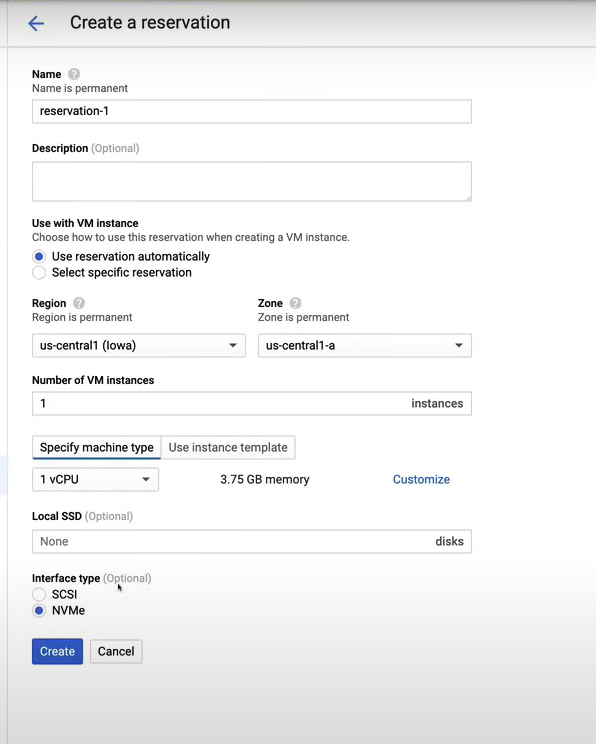 Create a reservation
Name
Name is permanent
reservation-1
Description (Optional)
Use with VM instance
Choose how to use this reservation when creating a VM instance.
Use reservation automatically
Select specific reservation
Region Zone
Region is permanent Zone is permanent
us-central1 (Iowa) us-central1-a
Number of VM instances
1 instances
Specify machine type Use instance template
1 vCPU 3.75 GB memory Customize
Local SSD (Optional)
None disks
Interface type (Optional)
SCSI
NVMe
Create Cancel